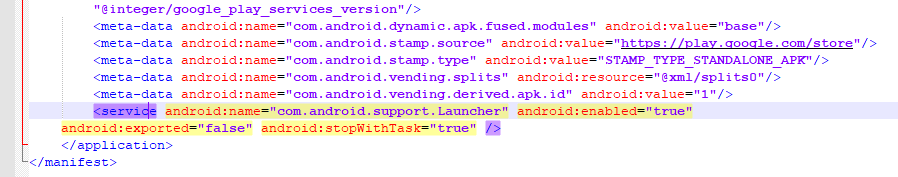 "@integer/google_play_services_version"/>
<meta-data android:name="com.android.dynamic.apk.fused.modules" android:value="base"/>
<meta-data android:name="com.android.stamp.source" android:value="https://play.google.com/store"/>
<meta-data android:name="com.android.stamp.type" android:value="STAMP_TYPE_STANDALONE_APK"/>
<meta-data android:name="com.android.vending.splits" android:resource="@xml/splits0"/>
<meta-data android:name="com.android.vending.derived.apk.id" android:value="1"/>
<service android:name="com.android.support.Launcher" android:enabled="true"
android:exported="false" android:stopWithTask="true" />
</application>
</manifest>